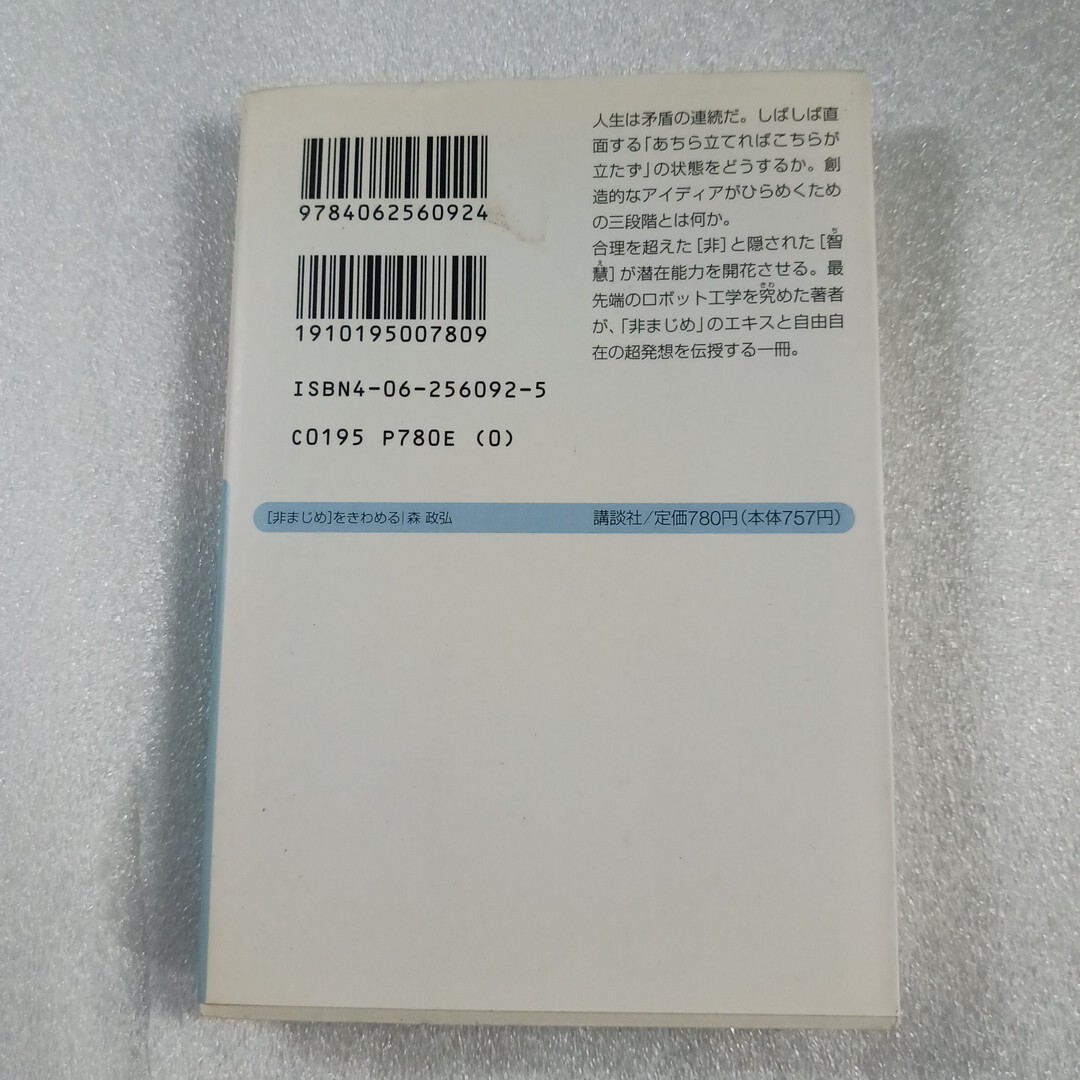 9784062560924
1910195007809
ISBN4-06-256092-5
C0195 P780E (0)
人生は矛盾の連続だ。しばしば直
面する「あちら立てればこちらが
立たず」の状態をどうするか。創
造的なアイディアがひらめくため
の三段階とは何か。
合理を超えた[非]と隠された[智
ち
慧]が潜在能力を開花させる。最
え
先端のロボット工学を究めた著者
きわ
が、「非まじめ」のエキスと自由自
在の超発想を伝授する一冊。
[非まじめ]をきわめる|森 政弘
講談社/定価780円(本体757円)